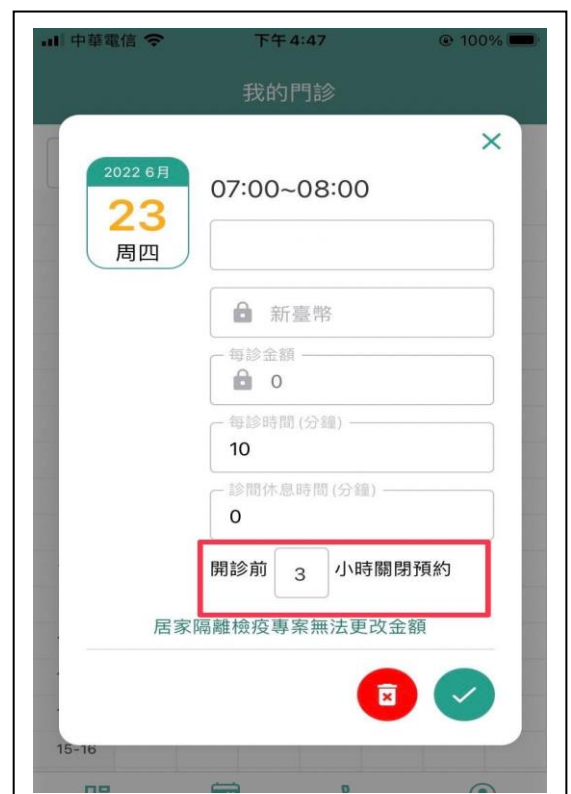 中華電信 下午4:47 100%
我的門診
2022 6月
23
周四
07:00~08:00
新臺幣
每診金額
0
每診時間 (分鐘)
10
診間休息時間 (分鐘)
0
開診前 3 小時關閉預約
居家隔離檢疫專案無法更改金額
15-16